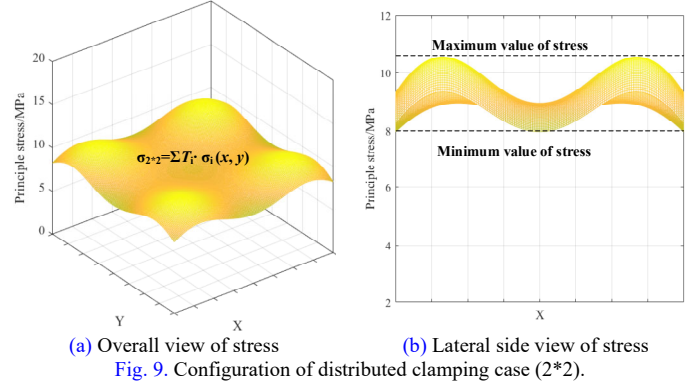 20
15
10
5
0
Principle stress/MPa
σ2*2=ΣTi· σi (x, y)
Y
X
12
10
8
6
4
2
Principle stress/MPa
Maximum value of stress
Minimum value of stress
X
(a) Overall view of stress
(b) Lateral side view of stress
Fig. 9. Configuration of distributed clamping case (2*2).